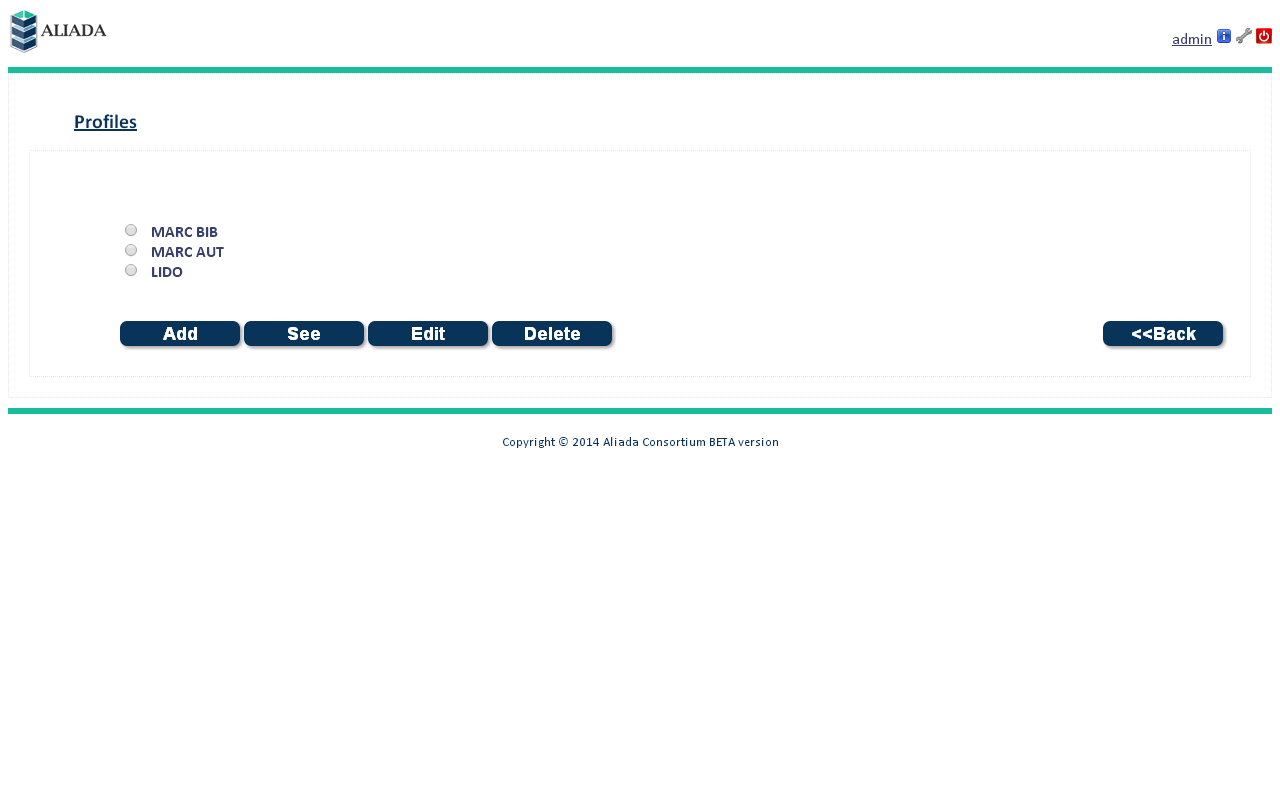 ALIADA
admin
Profiles
MARC BIB
MARC AUT
LIDO
Add See Edit Delete <<Back
Copyright © 2014 Aliada Consortium BETA version